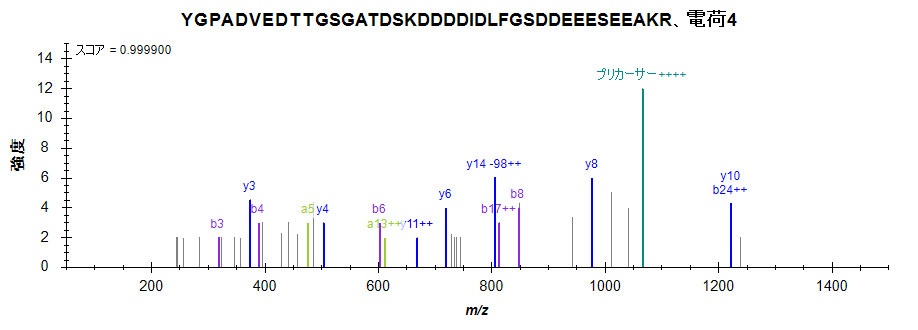 YGPADVEDTTGSGATDSKDDDDIDLFGSDDEEESEEAKR、電荷4
スコア = 0.999900
プリカーサー++++
強度
14
12
10
8
6
4
2
0
y14 -98++
y8
y10
b24++
y3
y6
b8
b3
b4
a5
y4
b6
a13++
y11++
b17+++
200
400
600
800
1000
1200
1400
m/z